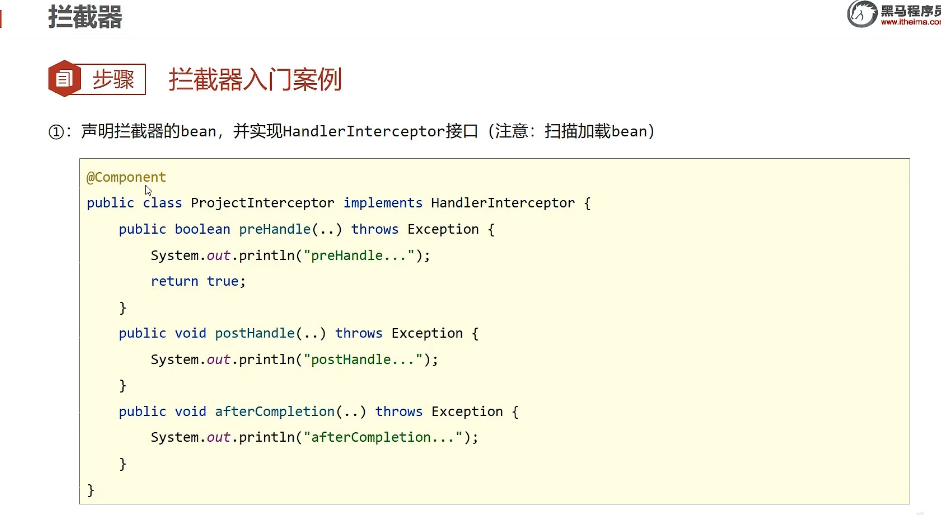 拦截器
黑马程序员
www.itheima.com
步骤 拦截器入门案例
①：声明拦截器的bean，并实现HandlerInterceptor接口（注意：扫描加载bean）
@Component
public class ProjectInterceptor implements HandlerInterceptor {
    public boolean preHandle(..) throws Exception {
        System.out.println("preHandle...");
        return true;
    }
    public void postHandle(..) throws Exception {
        System.out.println("postHandle...");
    }
    public void afterCompletion(..) throws Exception {
        System.out.println("afterCompletion...");
    }
}